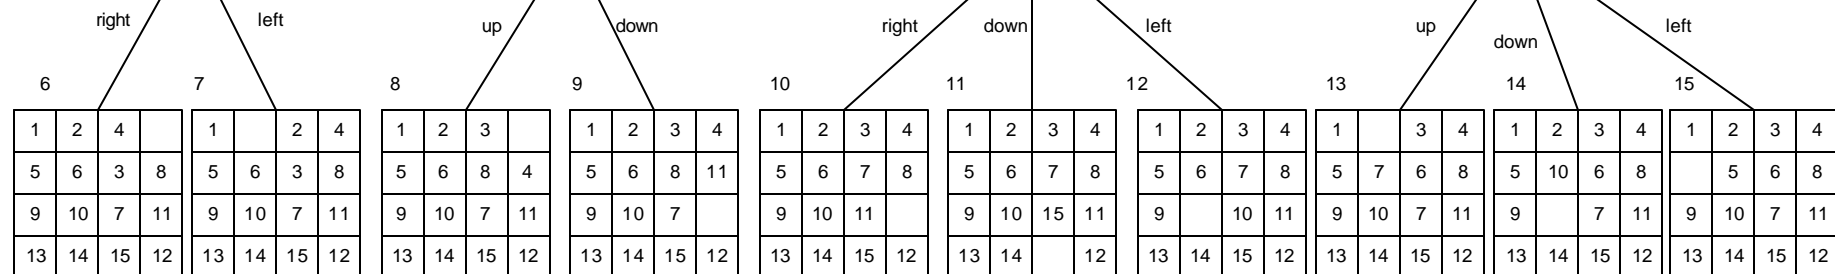 right left up down right down left up down left
6 7 8 9 10 11 12 13 14 15
1 2 4 1 2 4 1 2 3 1 2 3 4 1 2 3 4 1 2 3 4 1 2 3 4 1 3 4 1 2 3 4 1 2 3 4
5 6 3 8 5 6 3 8 5 6 8 4 5 6 8 11 5 6 7 8 5 6 7 8 5 6 7 8 5 7 6 8 5 10 6 8 5 6 8
9 10 7 11 9 10 7 11 9 10 7 11 9 10 7 9 10 11 9 10 15 11 9 10 11 9 10 7 11 9 7 11 9 10 7 11
13 14 15 12 13 14 15 12 13 14 15 12 13 14 15 12 13 14 15 12 13 14 12 13 14 15 12 13 14 15 12 13 14 15 12 13 14 15 12